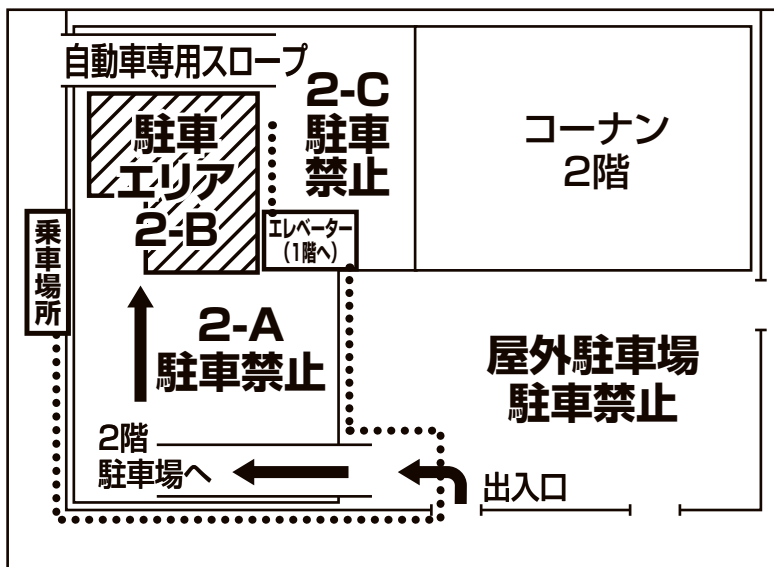 自動車専用スロープ
2-C
駐車
禁止
コーナン
2階
駐車
エリア
2-B
エレベーター
（1階へ）
乗車場所
2-A
駐車禁止
屋外駐車場
駐車禁止
2階
駐車場へ
出入口